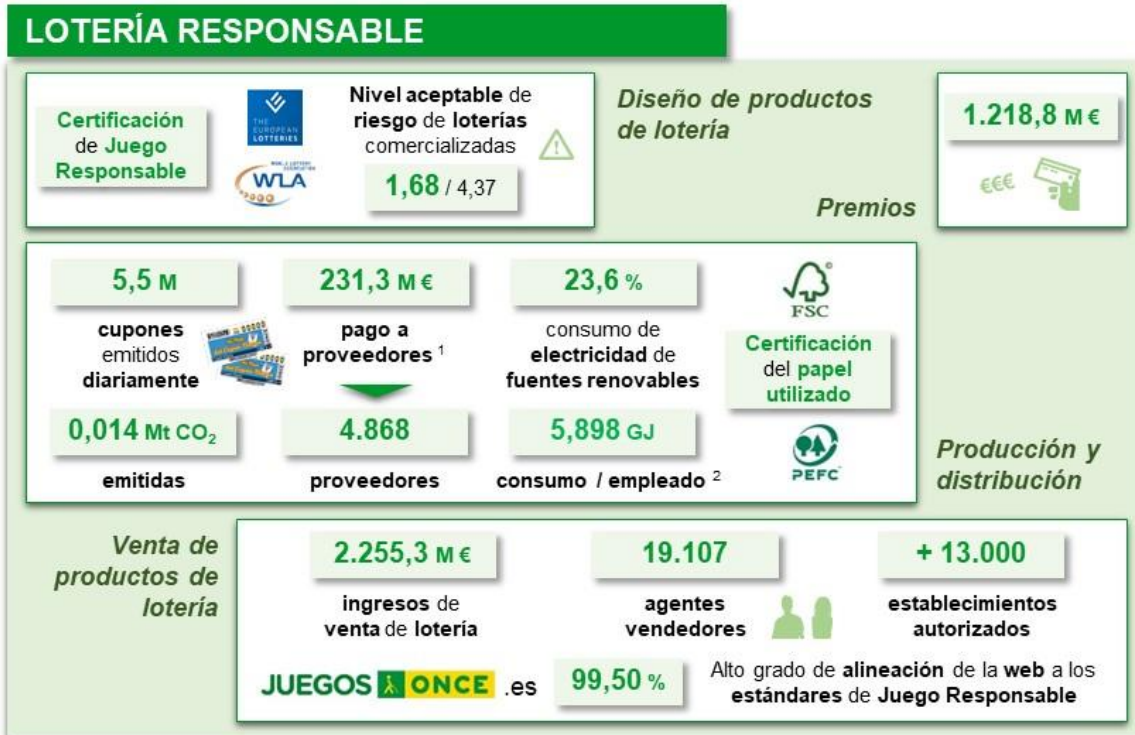 LOTERÍA RESPONSABLE
Certificación
de Juego
Responsable
THE
EUROPEAN
LOTTERIES
WORLD LOTTERY
ASSOCIATION
WLA
Nivel aceptable de
riesgo de loterías
comercializadas
1,68 / 4,37
Diseño de productos
de lotería
Premios
1.218,8 M €
€€€
5,5 M
cupones
emitidos
diariamente
231,3 M €
pago a
proveedores ¹
23,6 %
consumo de
electricidad de
fuentes renovables
FSC
Certificación
del papel
utilizado
PEFC
0,014 Mt CO₂
emitidas
4.868
proveedores
5,898 GJ
consumo / empleado ²
Producción y
distribución
Venta de
productos de
lotería
2.255,3 M €
ingresos de
venta de lotería
19.107
agentes
vendedores
+ 13.000
establecimientos
autorizados
JUEGOS ONCE .es
99,50 %
Alto grado de alineación de la web a los
estándares de Juego Responsable